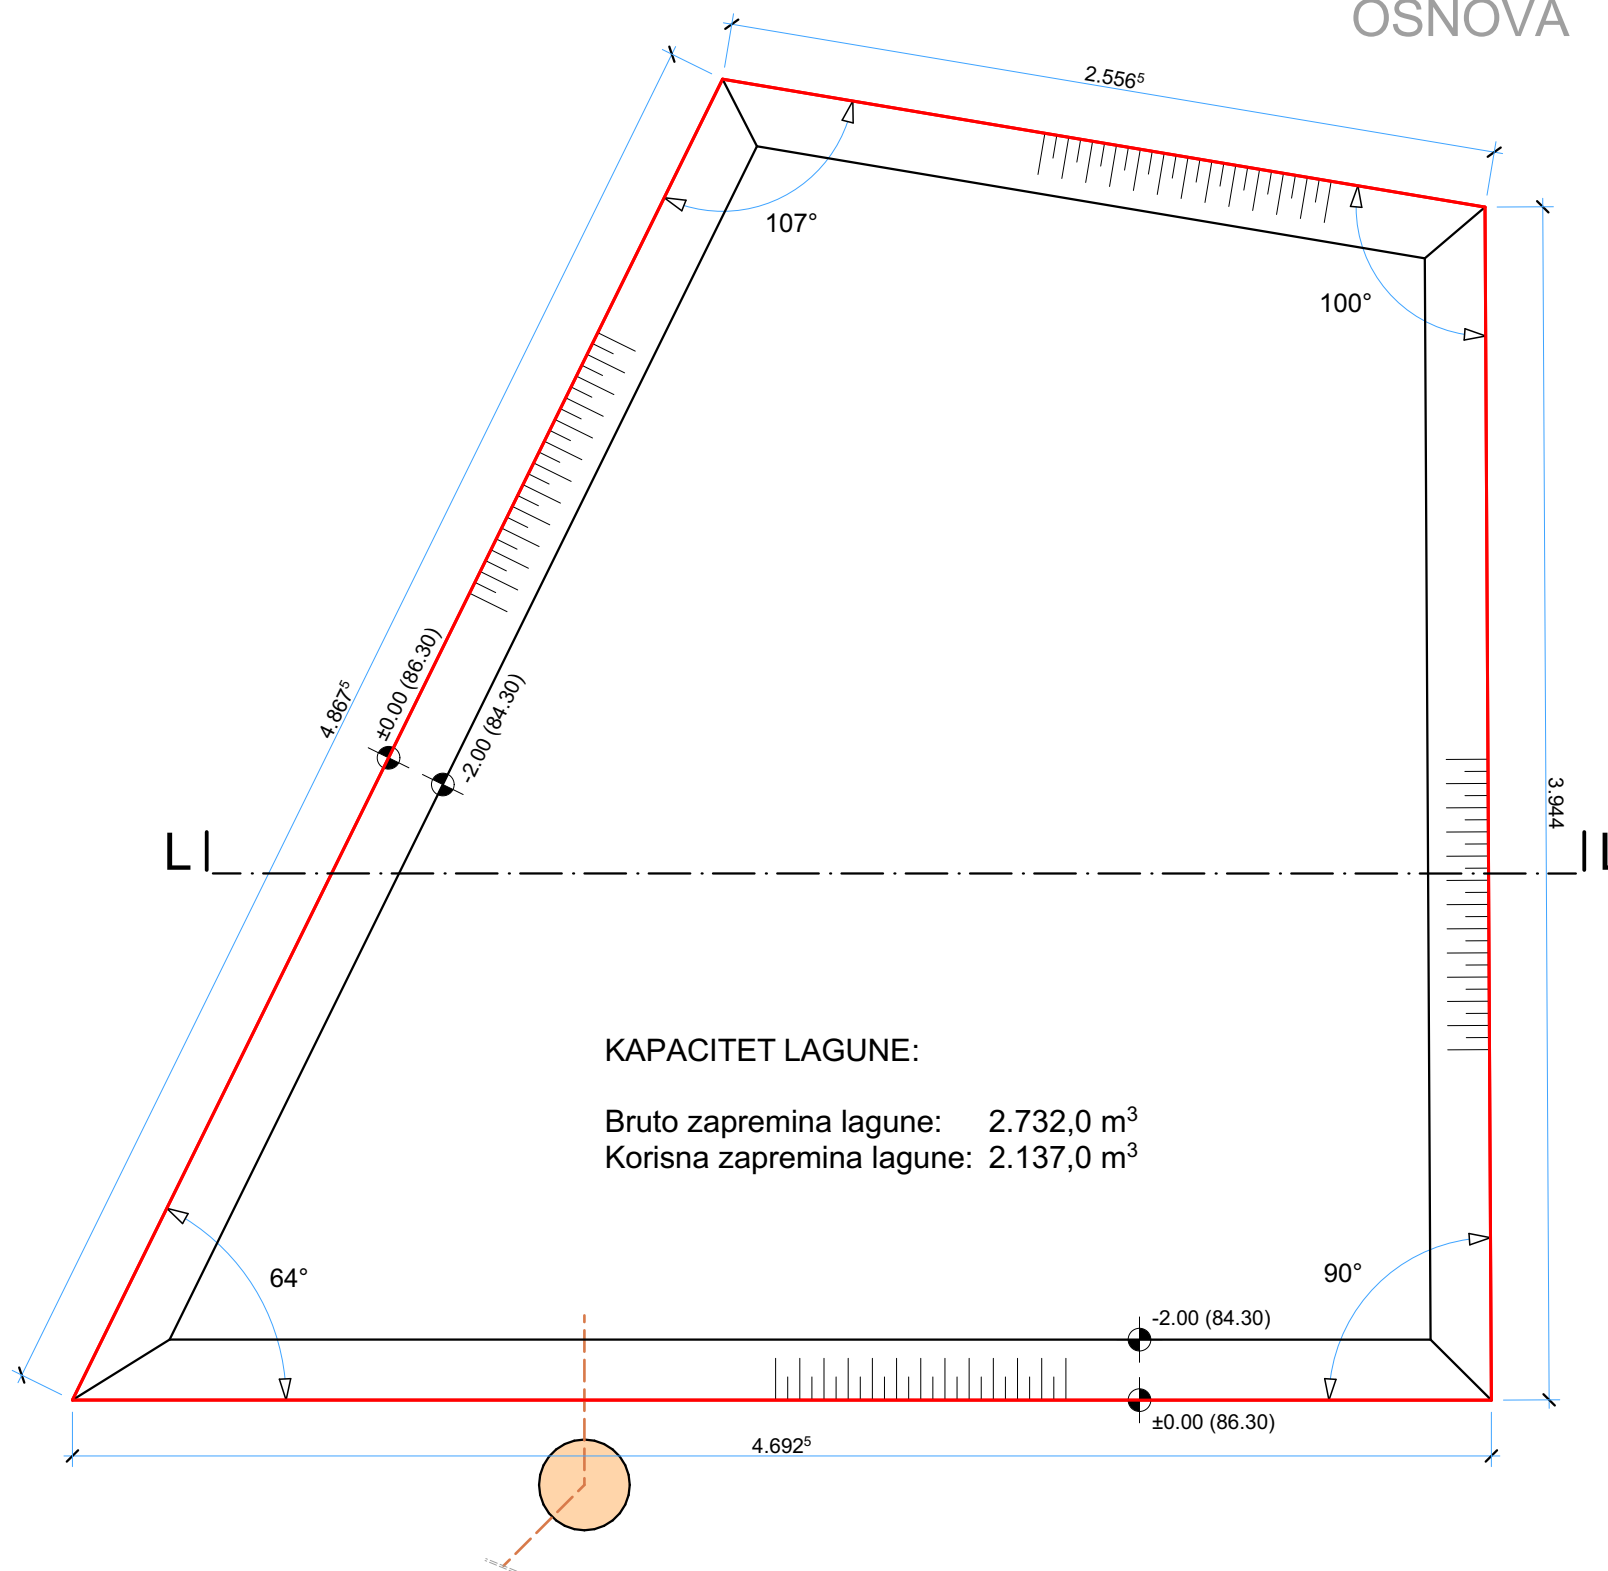 OSNOVA
2.556⁵
107°
100°
±0.00 (86.30)
-2.00 (84.30)
4.867⁵
3.944
L
L
KAPACITET LAGUNE:
Bruto zapremina lagune: 2.732,0 m³
Korisna zapremina lagune: 2.137,0 m³
64°
90°
-2.00 (84.30)
±0.00 (86.30)
4.692⁵